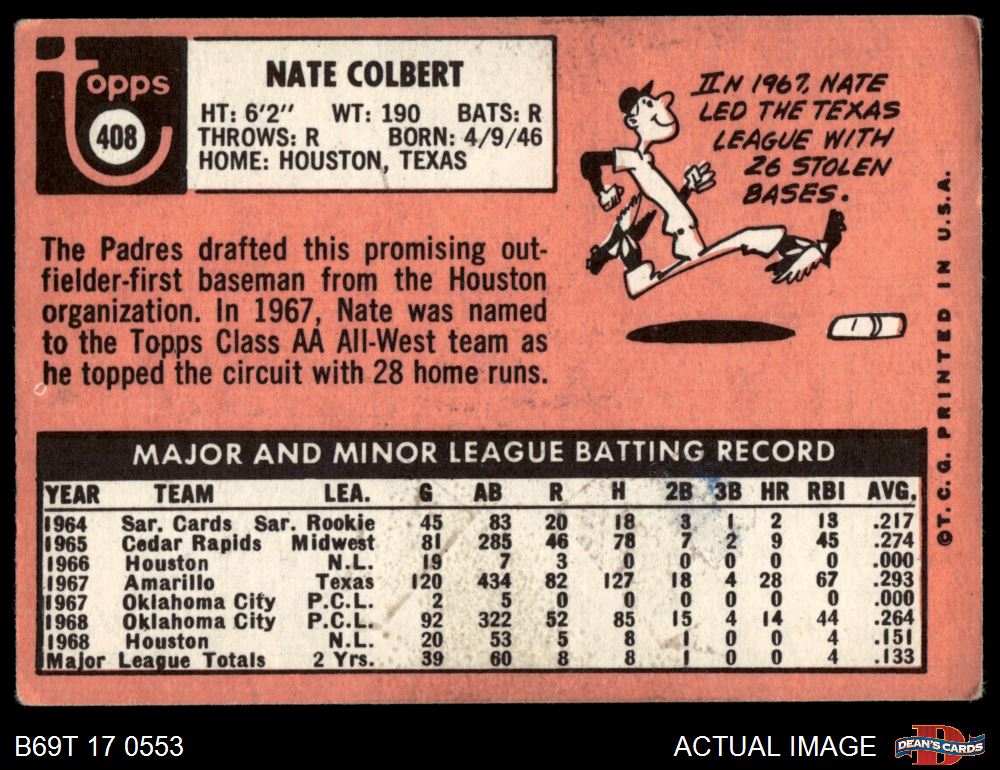 Topps
408
NATE COLBERT
HT: 6'2" WT: 190 BATS: R
THROWS: R BORN: 4/9/46
HOME: HOUSTON, TEXAS
IN 1967, NATE
LED THE TEXAS
LEAGUE WITH
26 STOLEN
BASES.
The Padres drafted this promising out-
fielder-first baseman from the Houston
organization. In 1967, Nate was named
to the Topps Class AA All-West team as
he topped the circuit with 28 home runs.
MAJOR AND MINOR LEAGUE BATTING RECORD
YEAR TEAM LEA. G AB R H 2B 3B HR RBI AVG.
1964 Sar. Cards Sar. Rookie 45 83 20 18 3 1 2 13 .217
1965 Cedar Rapids Midwest 81 285 46 78 7 2 9 45 .274
1966 Houston N.L. 19 7 3 0 0 0 0 0 .000
1967 Amarillo Texas 120 434 82 127 18 4 28 67 .293
1967 Oklahoma City P.C.L. 2 5 0 0 0 0 0 0 .000
1968 Oklahoma City P.C.L. 92 322 52 85 15 4 14 44 .264
1968 Houston N.L. 20 53 5 8 1 0 0 4 .151
Major League Totals 2 Yrs. 39 60 8 8 1 0 0 4 .133
© T. C. G. PRINTED IN U.S.A.
B69T 17 0553
ACTUAL IMAGE
D
DEAN'S CARDS